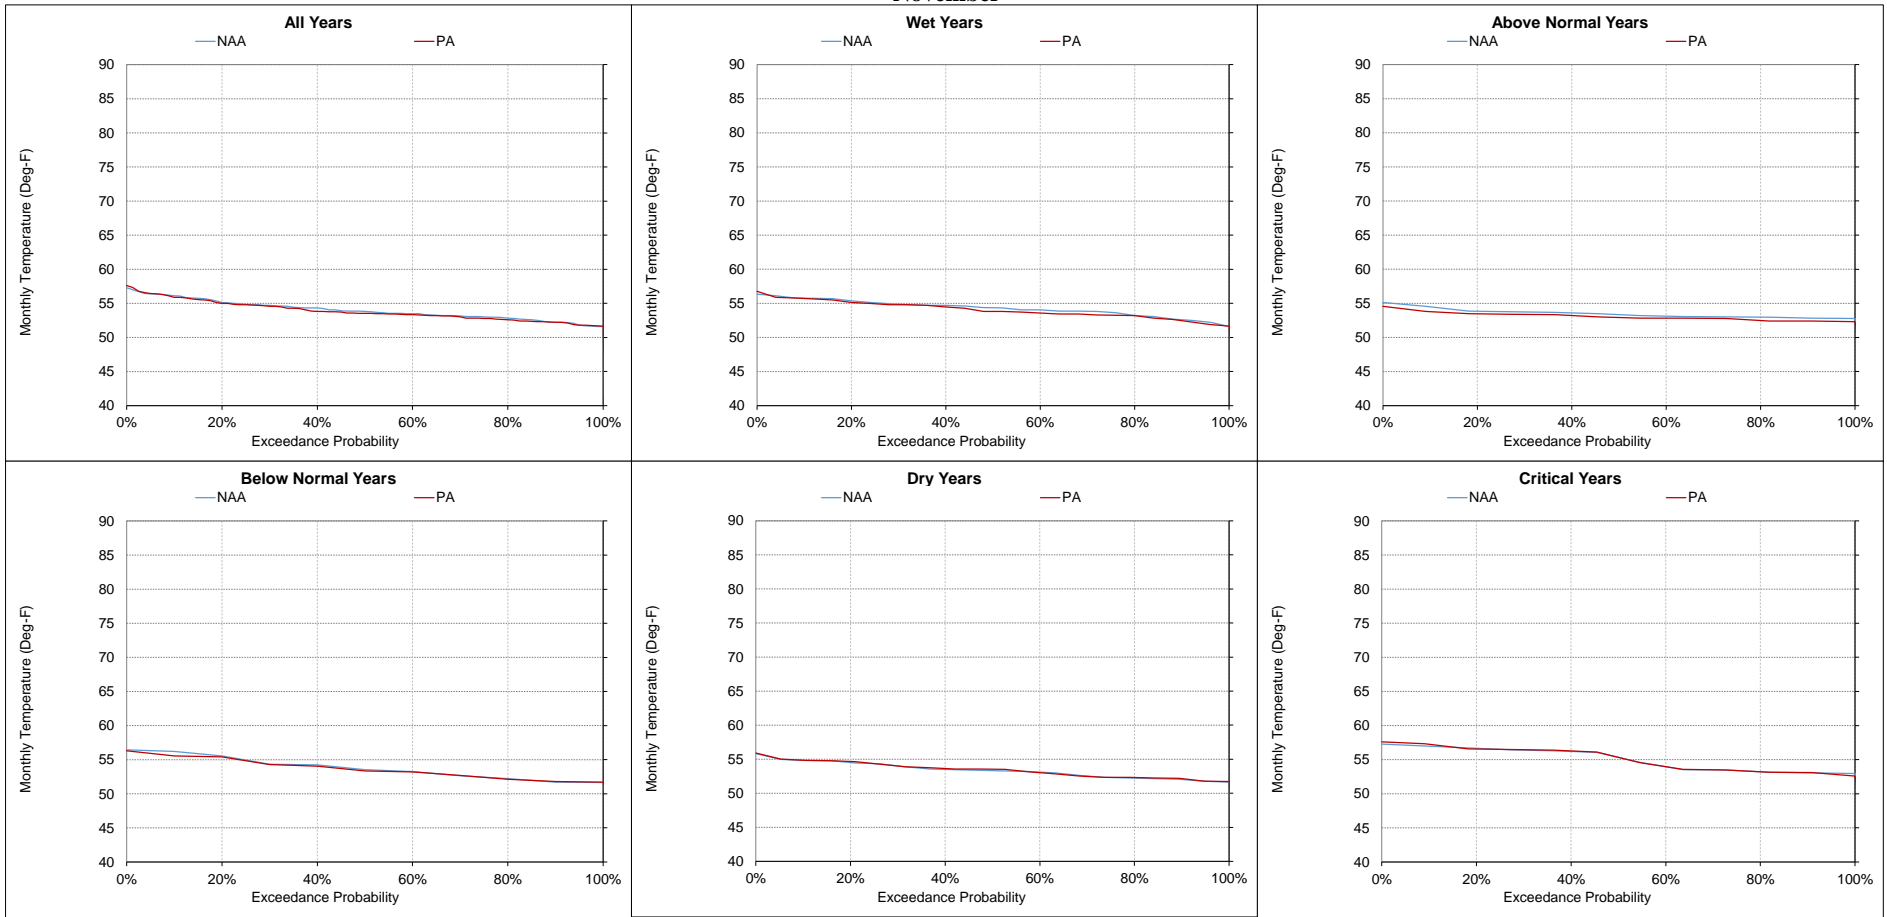 All Years
NAA PA
90
85
80
75
70
65
60
55
50
45
40
0% 20% 40% 60% 80% 100%
Monthly Temperature (Deg-F)
Exceedance Probability
Wet Years
NAA PA
90
85
80
75
70
65
60
55
50
45
40
0% 20% 40% 60% 80% 100%
Monthly Temperature (Deg-F)
Exceedance Probability
Above Normal Years
NAA PA
90
85
80
75
70
65
60
55
50
45
40
0% 20% 40% 60% 80% 100%
Monthly Temperature (Deg-F)
Exceedance Probability
Below Normal Years
NAA PA
90
85
80
75
70
65
60
55
50
45
40
0% 20% 40% 60% 80% 100%
Monthly Temperature (Deg-F)
Exceedance Probability
Dry Years
NAA PA
90
85
80
75
70
65
60
55
50
45
40
0% 20% 40% 60% 80% 100%
Monthly Temperature (Deg-F)
Exceedance Probability
Critical Years
NAA PA
90
85
80
75
70
65
60
55
50
45
40
0% 20% 40% 60% 80% 100%
Monthly Temperature (Deg-F)
Exceedance Probability